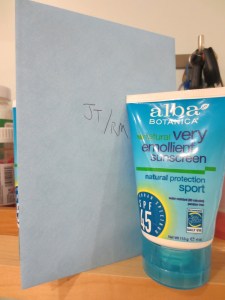 JT/RM
alba
BOTANICA
very
emollient
sunscreen
natural protection
sport
SPF
45